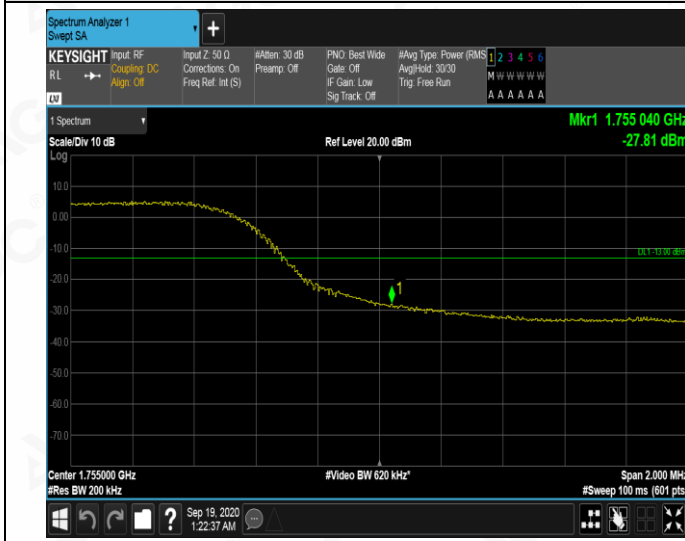 Spectrum Analyzer 1
Swept SA
+
KEYSIGHT
RL
LXI
Input: RF
Coupling: DC
Align: Off
Input Z: 50 Ω
Corrections: On
Freq Ref: Int (S)
#Atten: 30 dB
Preamp: Off
PNO: Best Wide
Gate: Off
IF Gain: Low
Sig Track: Off
#Avg Type: Power (RMS
Avg|Hold: 30/30
Trig: Free Run
1 2 3 4 5 6
M W W W W W
A A A A A A
1 Spectrum
Scale/Div 10 dB
Ref Level 20.00 dBm
Mkr1 1.755 040 GHz
-27.81 dBm
Log
10.0
0.00
-10.0
DL1 -13.00 dBm
-20.0
1
-30.0
-40.0
-50.0
-60.0
-70.0
Center 1.755000 GHz
#Video BW 620 kHz*
Span 2.000 MHz
#Res BW 200 kHz
#Sweep 100 ms (601 pts
?
Sep 19, 2020
1:22:37 AM